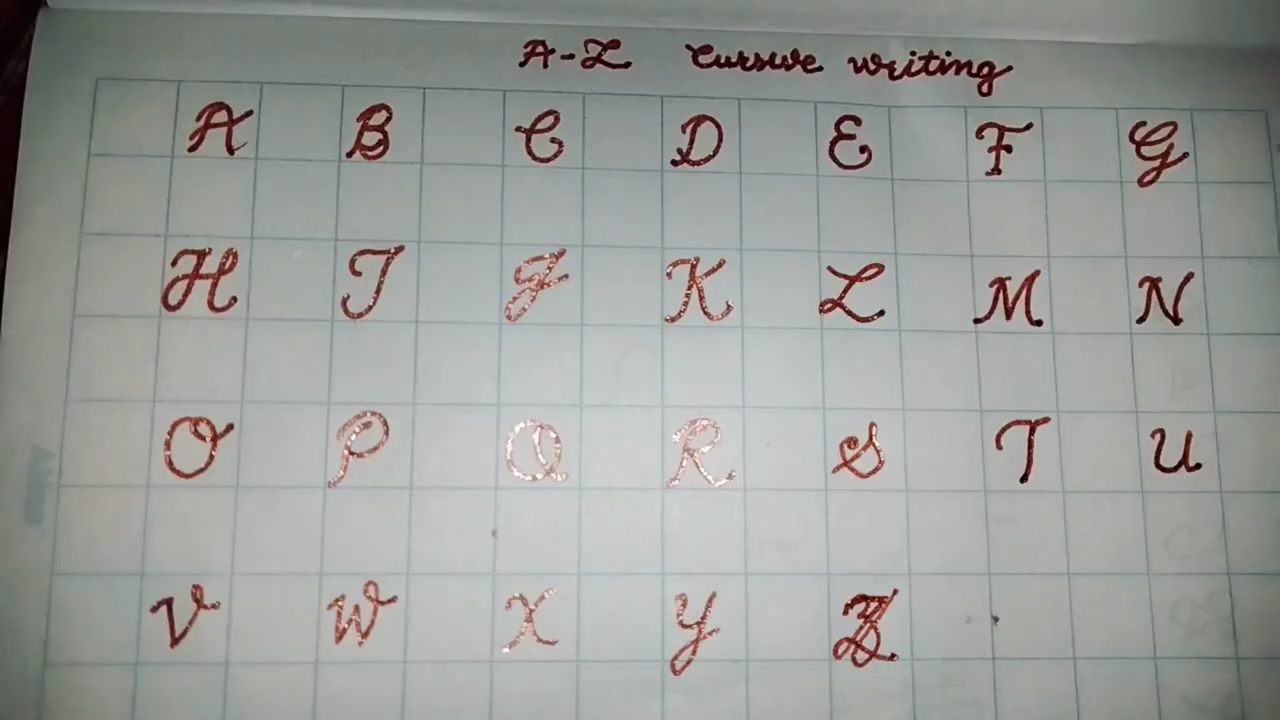 A-Z Cursive writing
A B C D E F G
H I J K L M N
O P Q R S T U
V W X Y Z